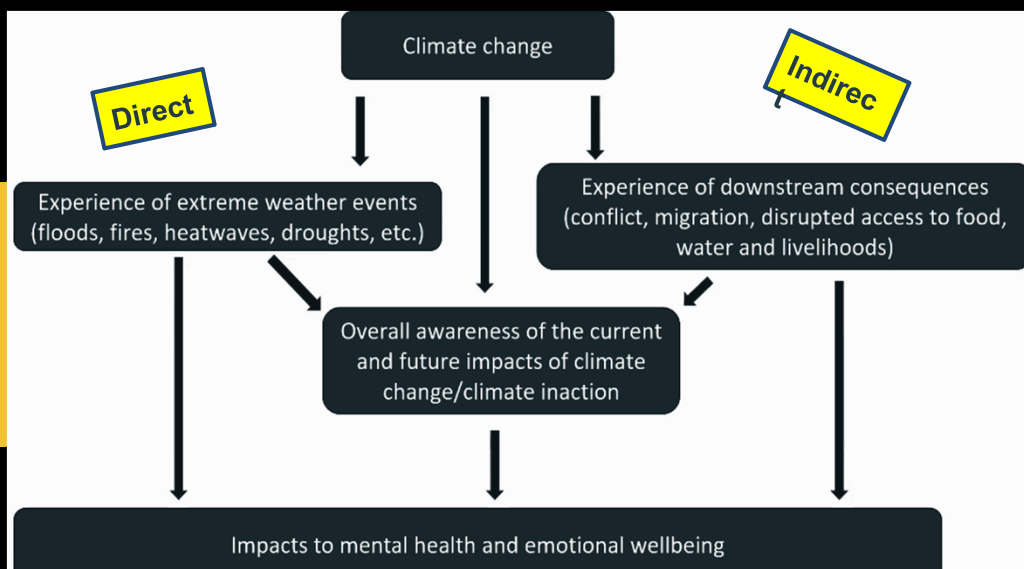 Climate change
Direct
Indirec
t
Experience of extreme weather events
(floods, fires, heatwaves, droughts, etc.)
Experience of downstream consequences
(conflict, migration, disrupted access to food,
water and livelihoods)
Overall awareness of the current
and future impacts of climate
change/climate inaction
Impacts to mental health and emotional wellbeing